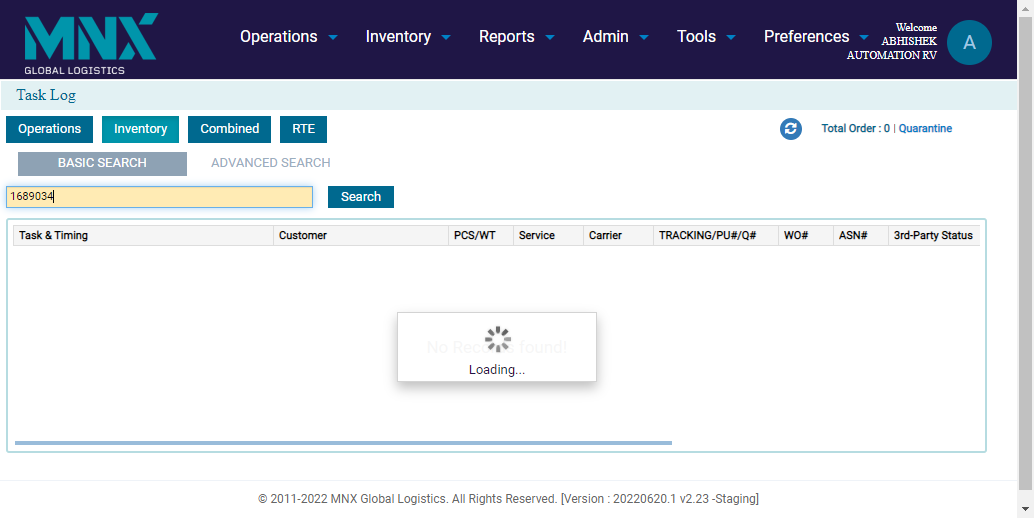 MNX
GLOBAL LOGISTICS
Operations Inventory Reports Admin Tools Preferences
Welcome
ABHISHEK
AUTOMATION RV
A
Task Log
Operations Inventory Combined RTE
Total Order : 0 | Quarantine
BASIC SEARCH ADVANCED SEARCH
1689034 Search
Task & Timing Customer PCS/WT Service Carrier TRACKING/PU#/Q# WO# ASN# 3rd-Party Status
No Records found!
Loading...
© 2011-2022 MNX Global Logistics. All Rights Reserved. [Version : 20220620.1 v2.23 -Staging]